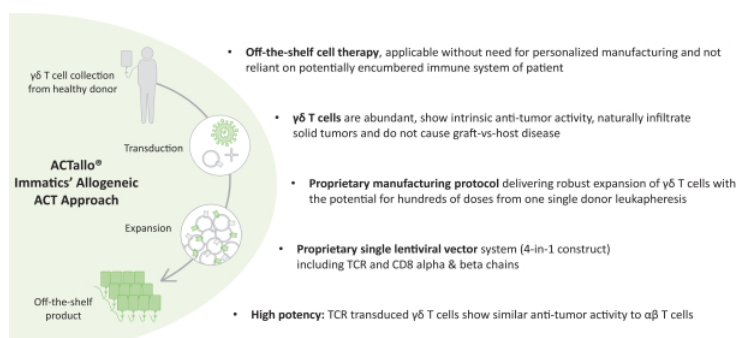 γδ T cell collection
from healthy donor
Transduction
ACTallo®
Immatics’ Allogeneic
ACT Approach
Expansion
Off-the-shelf
product
• Off-the-shelf cell therapy, applicable without need for personalized manufacturing and not
reliant on potentially encumbered immune system of patient
• γδ T cells are abundant, show intrinsic anti-tumor activity, naturally infiltrate
solid tumors and do not cause graft-vs-host disease
• Proprietary manufacturing protocol delivering robust expansion of γδ T cells with
the potential for hundreds of doses from one single donor leukapheresis
• Proprietary single lentiviral vector system (4-in-1 construct)
including TCR and CD8 alpha & beta chains
• High potency: TCR transduced γδ T cells show similar anti-tumor activity to αβ T cells